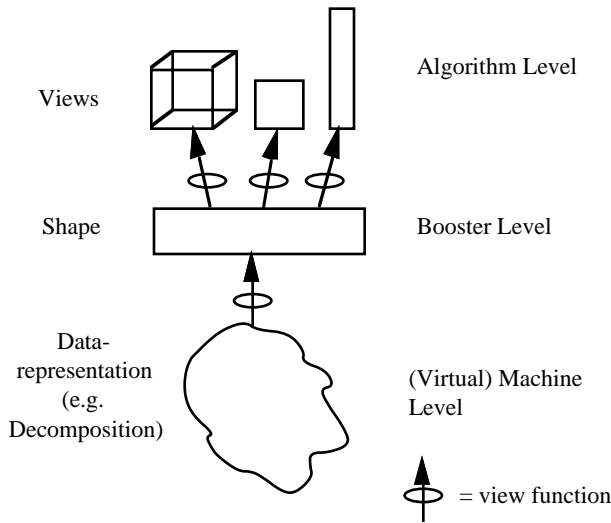 Algorithm Level
Views
Shape
Booster Level
Data-
representation
(e.g.
Decomposition)
(Virtual) Machine
Level
= view function